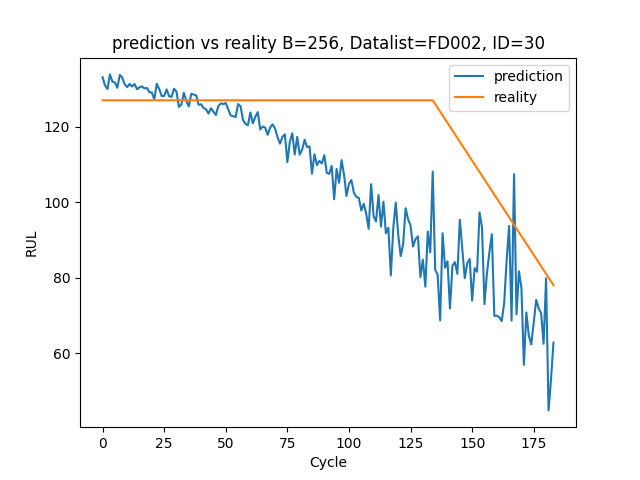 prediction vs reality B=256, Datalist=FD002, ID=30
prediction
reality
RUL
120
100
80
60
0 25 50 75 100 125 150 175
Cycle